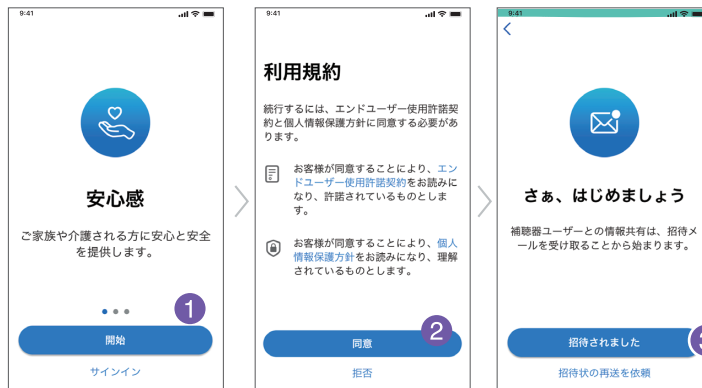 9:41
安心感
ご家族や介護される方に安心と安全
を提供します。
1
開始
サインイン
9:41
利用規約
続行するには、エンドユーザー使用許諾契
約と個人情報保護方針に同意する必要があ
ります。
お客様が同意することにより、エン
ドユーザー使用許諾契約をお読みに
なり、許諾されているものとしま
す。
お客様が同意することにより、個人
情報保護方針をお読みになり、理解
されているものとします。
2
同意
拒否
9:41
さぁ、はじめましょう
補聴器ユーザーとの情報共有は、招待メ
ールを受け取ることから始まります。
招待されました
招待状の再送を依頼